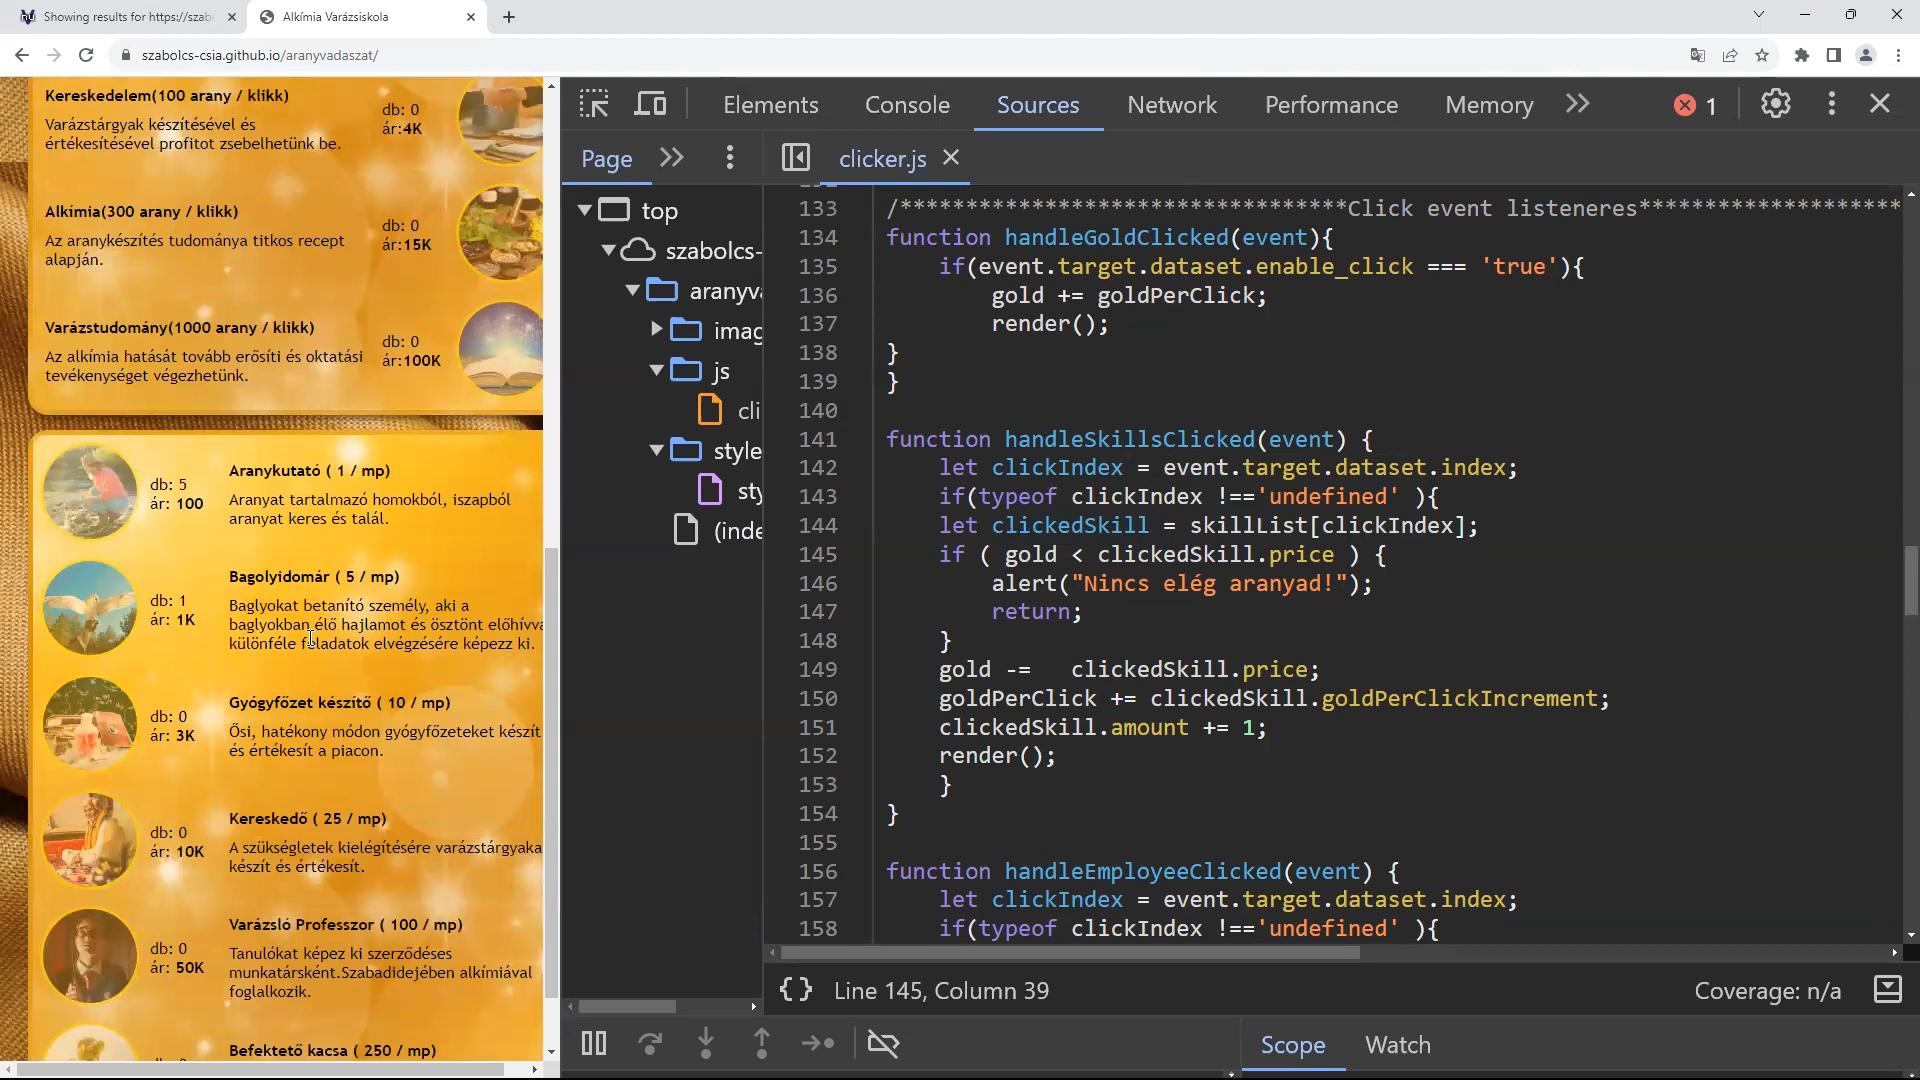 Showing results for https://szab
Alkímia Varázsiskola
szabolcs-csia.github.io/aranyvadaszat/
Kereskedelem(100 arany / klikk)
Varázstárgyak készítésével és
értékesítésével profitot zsebelhetünk be.
db: 0
ár:4K
Alkímia(300 arany / klikk)
Az aranykészítés tudománya titkos recept
alapján.
db: 0
ár:15K
Varázstudomány(1000 arany / klikk)
Az alkímia hatását tovább erősíti és oktatási
tevékenységet végezhetünk.
db: 0
ár:100K
db: 5
ár: 100
Aranykutató ( 1 / mp)
Aranyat tartalmazó homokból, iszapból
aranyat keres és talál.
db: 1
ár: 1K
Bagolyidomár ( 5 / mp)
Baglyokat betanító személy, aki a
baglyokban élő hajlamot és ösztönt előhívva
különféle feladatok elvégzésére képezz ki.
db: 0
ár: 3K
Gyógyfőzet készítő ( 10 / mp)
Ősi, hatékony módon gyógyfőzeteket készít
és értékesít a piacon.
db: 0
ár: 10K
Kereskedő ( 25 / mp)
A szükségletek kielégítésére varázstárgyaka
készít és értékesít.
db: 0
ár: 50K
Varázsló Professzor ( 100 / mp)
Tanulókat képez ki szerződéses
munkatársként.Szabadidejében alkímiával
foglalkozik.
Befektető kacsa ( 250 / mp)
Elements
Console
Sources
Network
Performance
Memory
1
Page
clicker.js
top
szabolcs-
aranyva
imag
js
cli
style
sty
(inde
133 /**********************************Click event listeneres********************
134 function handleGoldClicked(event){
135     if(event.target.dataset.enable_click === 'true'){
136         gold += goldPerClick;
137         render();
138 }
139 }
140
141 function handleSkillsClicked(event) {
142     let clickIndex = event.target.dataset.index;
143     if(typeof clickIndex !=='undefined' ){
144     let clickedSkill = skillList[clickIndex];
145     if ( gold < clickedSkill.price ) {
146         alert("Nincs elég aranyad!");
147         return;
148     }
149     gold -=   clickedSkill.price;
150     goldPerClick += clickedSkill.goldPerClickIncrement;
151     clickedSkill.amount += 1;
152     render();
153     }
154 }
155
156 function handleEmployeeClicked(event) {
157     let clickIndex = event.target.dataset.index;
158     if(typeof clickIndex !=='undefined' ){
{} Line 145, Column 39
Coverage: n/a
Scope
Watch